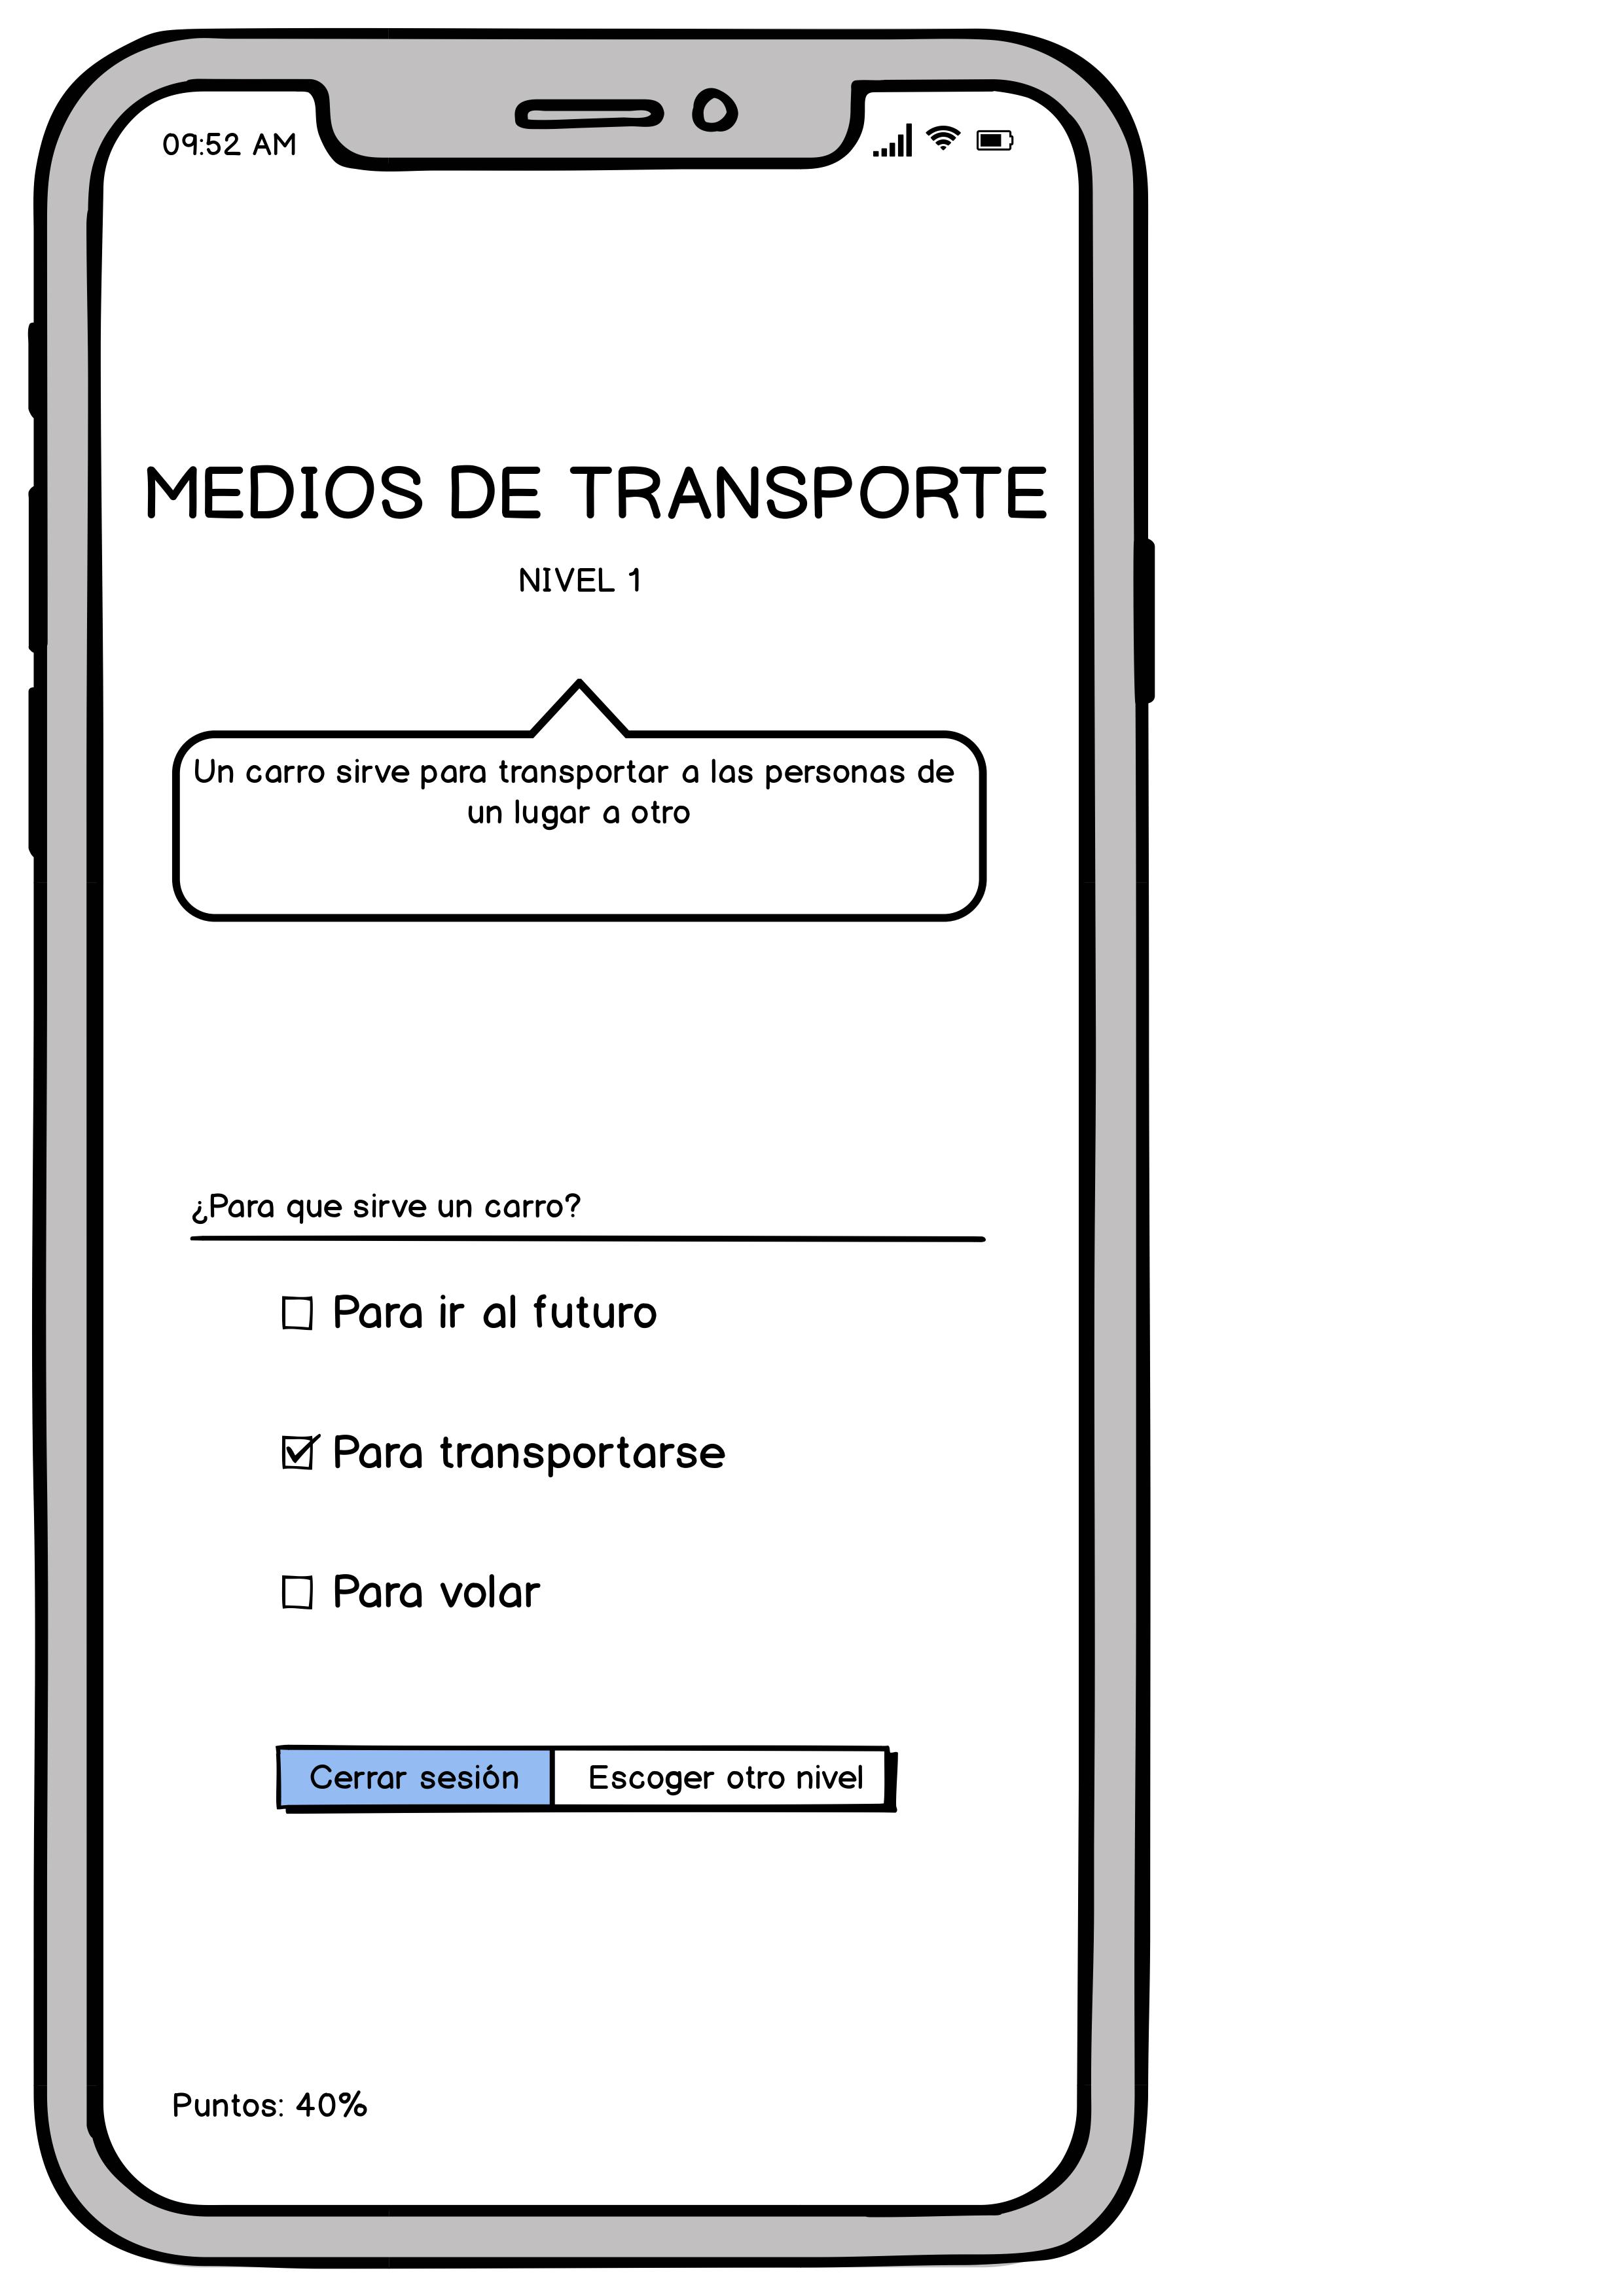 09:52 AM
MEDIOS DE TRANSPORTE
NIVEL 1
Un carro sirve para transportar a las personas de
un lugar a otro
¿Para que sirve un carro?
Para ir al futuro
Para transportarse
Para volar
Cerrar sesión
Escoger otro nivel
Puntos: 40%